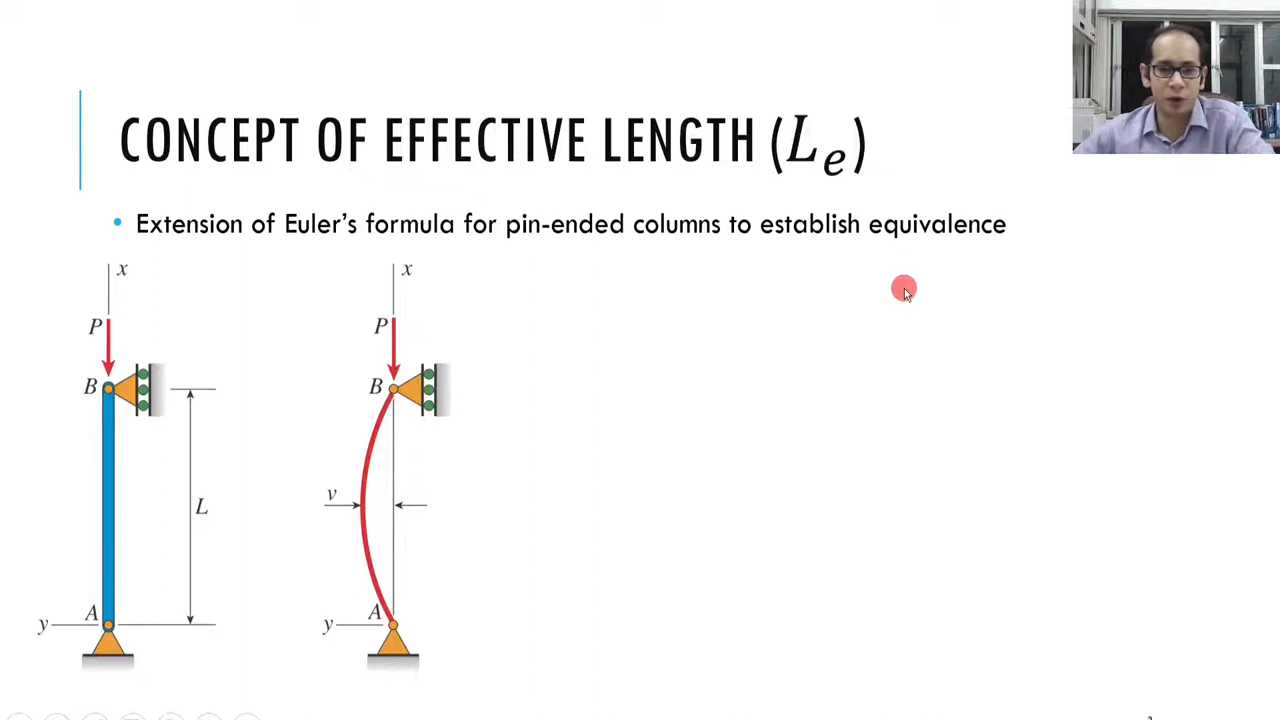 CONCEPT OF EFFECTIVE LENGTH (Lₑ)
• Extension of Euler’s formula for pin-ended columns to establish equivalence
x
P
B
L
A
y
x
P
B
v
A
y